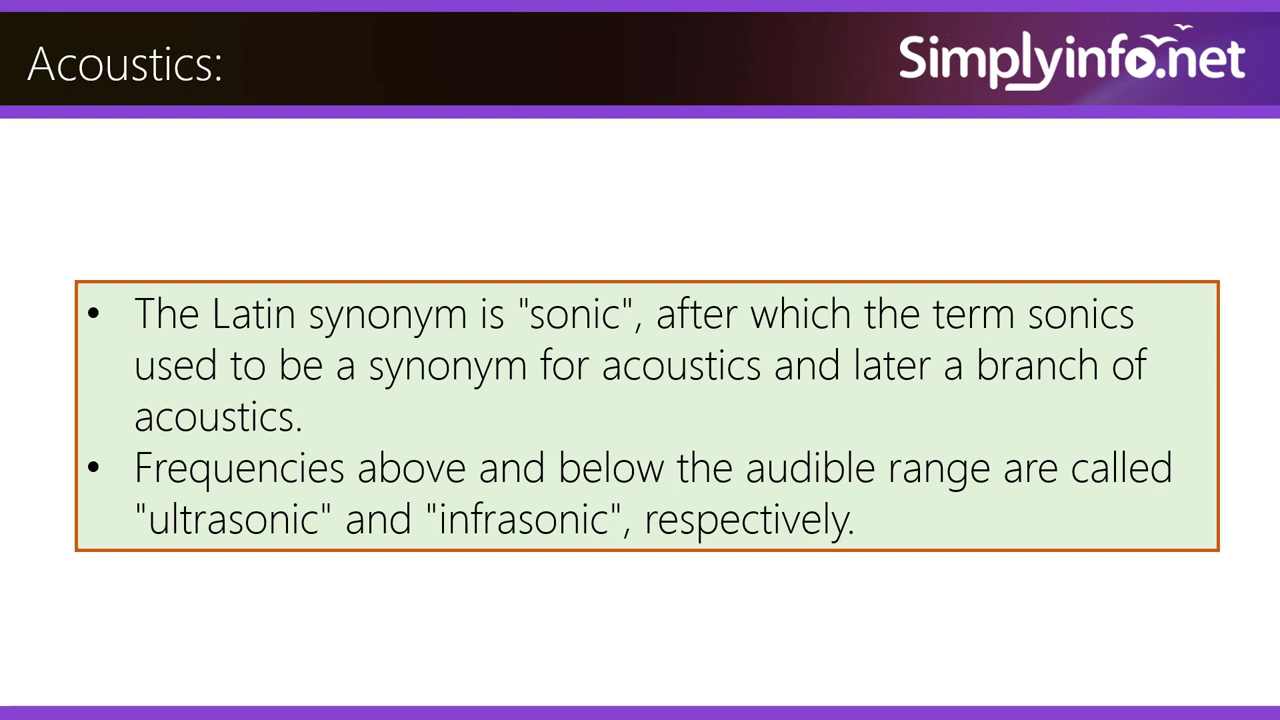 Acoustics:
Simplyinfo.net
• The Latin synonym is "sonic", after which the term sonics
used to be a synonym for acoustics and later a branch of
acoustics.
• Frequencies above and below the audible range are called
"ultrasonic" and "infrasonic", respectively.